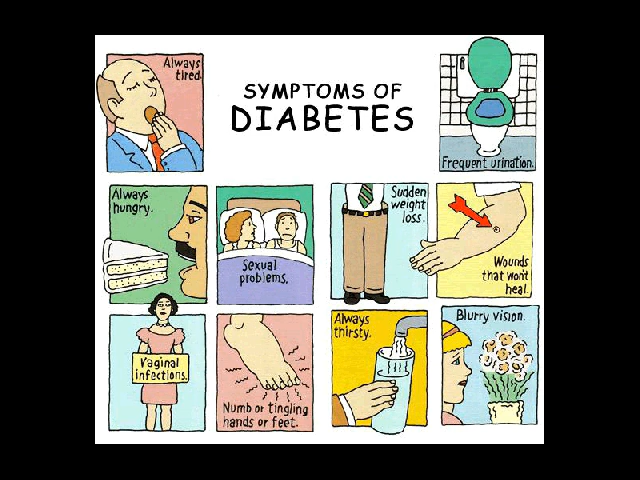 Always
tired.
SYMPTOMS OF
DIABETES
Frequent urination.
Always
hungry.
Sexual
problems.
Sudden
weight
loss.
Wounds
that won't
heal.
Vaginal
infections.
Numb or tingling
hands or feet.
Always
thirsty.
Blurry vision.